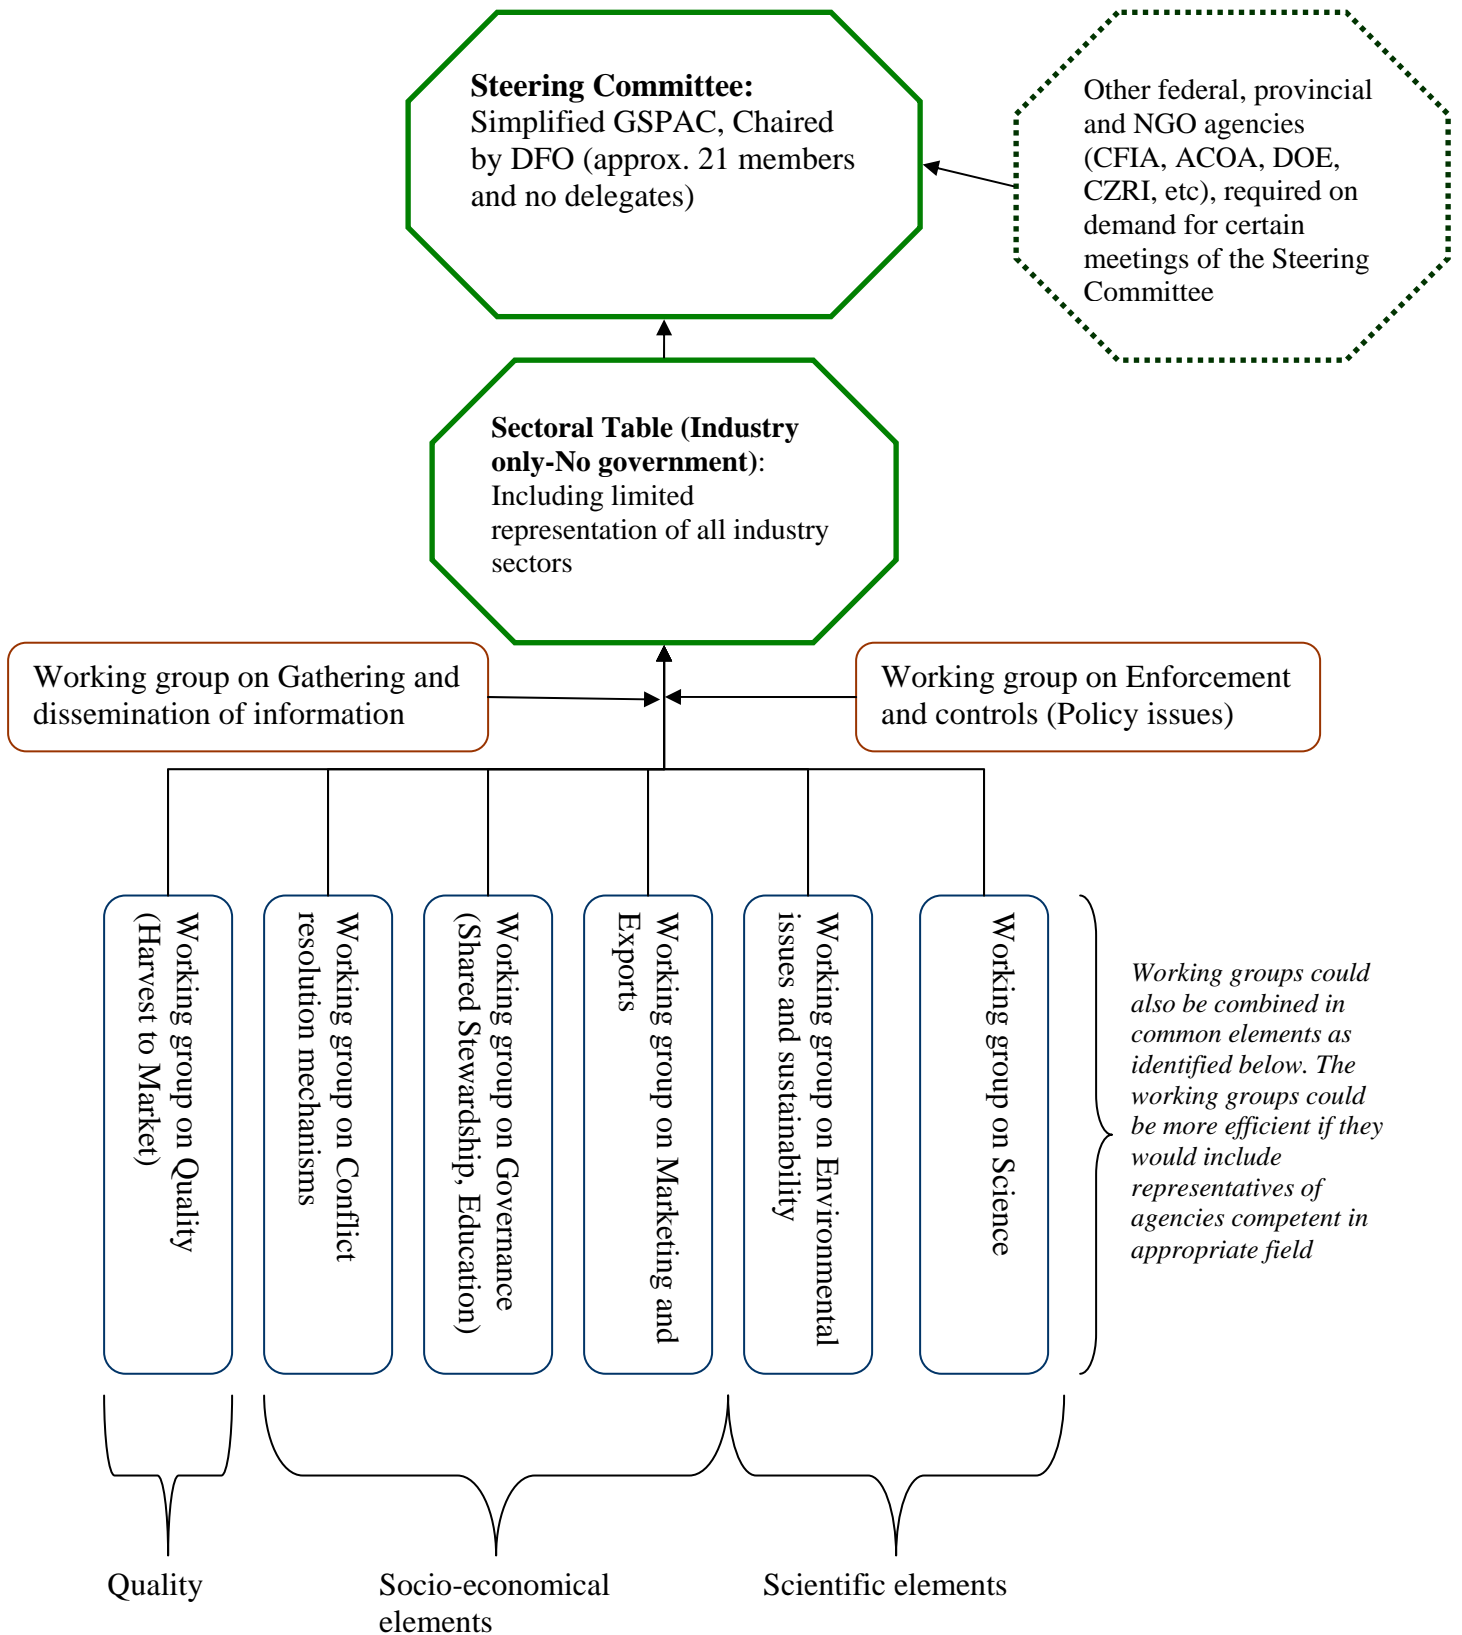 Steering Committee:
Simplified GSPAC, Chaired
by DFO (approx. 21 members
and no delegates)
Other federal, provincial
and NGO agencies
(CFIA, ACOA, DOE,
CZRI, etc), required on
demand for certain
meetings of the Steering
Committee
Sectoral Table (Industry
only-No government):
Including limited
representation of all industry
sectors
Working group on Gathering and
dissemination of information
Working group on Enforcement
and controls (Policy issues)
Working group on Quality
(Harvest to Market)
Working group on Conflict
resolution mechanisms
Working group on Governance
(Shared Stewardship, Education)
Working group on Marketing and
Exports
Working group on Environmental
issues and sustainability
Working group on Science
Working groups could
also be combined in
common elements as
identified below. The
working groups could
be more efficient if they
would include
representatives of
agencies competent in
appropriate field
Quality
Socio-economical
elements
Scientific elements